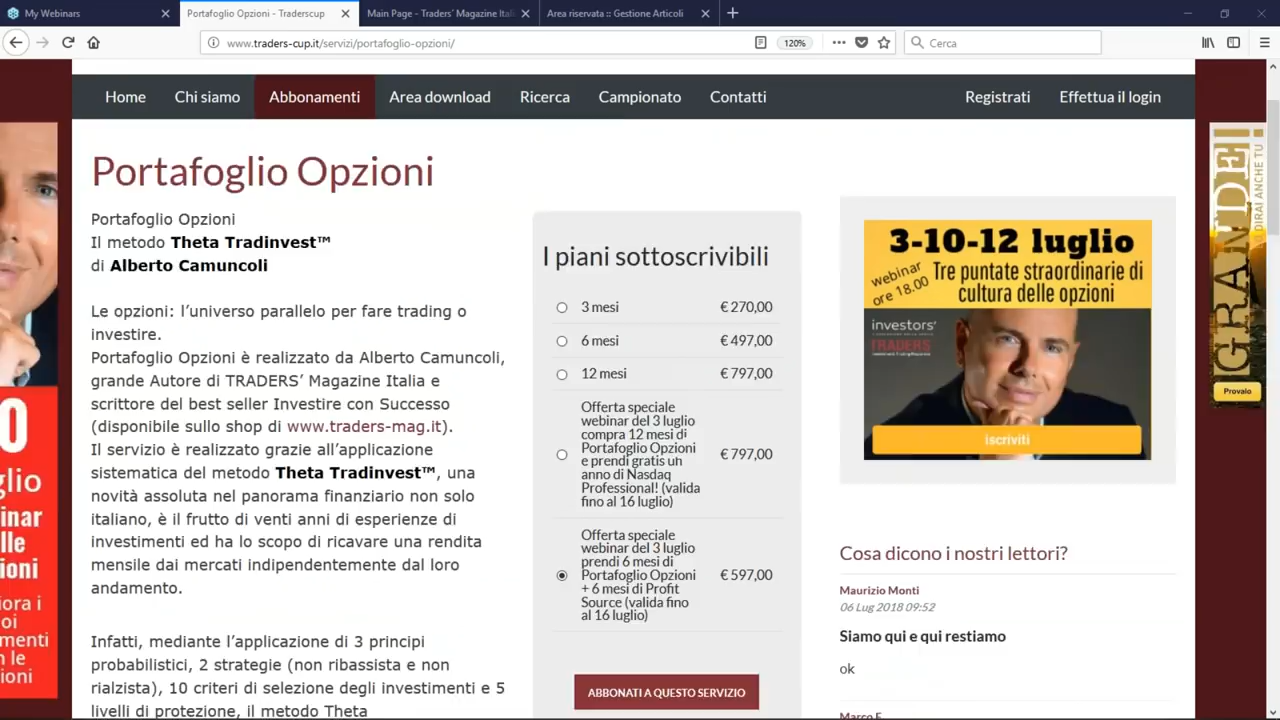 My Webinars
Portafoglio Opzioni - Traderscup
Main Page - Traders' Magazine Ital
Area riservata :: Gestione Articoli
www.traders-cup.it/servizi/portafoglio-opzioni/
120%
Cerca
Home
Chi siamo
Abbonamenti
Area download
Ricerca
Campionato
Contatti
Registrati
Effettua il login
Portafoglio Opzioni
Portafoglio Opzioni
Il metodo Theta Tradinvest™
di Alberto Camuncoli
Le opzioni: l'universo parallelo per fare trading o
investire.
Portafoglio Opzioni è realizzato da Alberto Camuncoli,
grande Autore di TRADERS' Magazine Italia e
scrittore del best seller Investire con Successo
(disponibile sullo shop di www.traders-mag.it).
Il servizio è realizzato grazie all'applicazione
sistematica del metodo Theta Tradinvest™, una
novità assoluta nel panorama finanziario non solo
italiano, è il frutto di venti anni di esperienze di
investimenti ed ha lo scopo di ricavare una rendita
mensile dai mercati indipendentemente dal loro
andamento.
Infatti, mediante l'applicazione di 3 principi
probabilistici, 2 strategie (non ribassista e non
rialzista), 10 criteri di selezione degli investimenti e 5
livelli di protezione, il metodo Theta
I piani sottoscrivibili
3 mesi € 270,00
6 mesi € 497,00
12 mesi € 797,00
Offerta speciale
webinar del 3 luglio
compra 12 mesi di
Portafoglio Opzioni
e prendi gratis un € 797,00
anno di Nasdaq
Professional! (valida
fino al 16 luglio)
Offerta speciale
webinar del 3 luglio
prendi 6 mesi di
Portafoglio Opzioni € 597,00
+ 6 mesi di Profit
Source (valida fino
al 16 luglio)
ABBONATI A QUESTO SERVIZIO
3-10-12 luglio
webinar
ore 18.00
Tre puntate straordinarie di
cultura delle opzioni
investors'
TRADERS'
Iscriviti
Cosa dicono i nostri lettori?
Maurizio Monti
06 Lug 2018 09:52
Siamo qui e qui restiamo
ok
Marco F.
GRANDE!
DIRAI ANCHE TU
Provalo